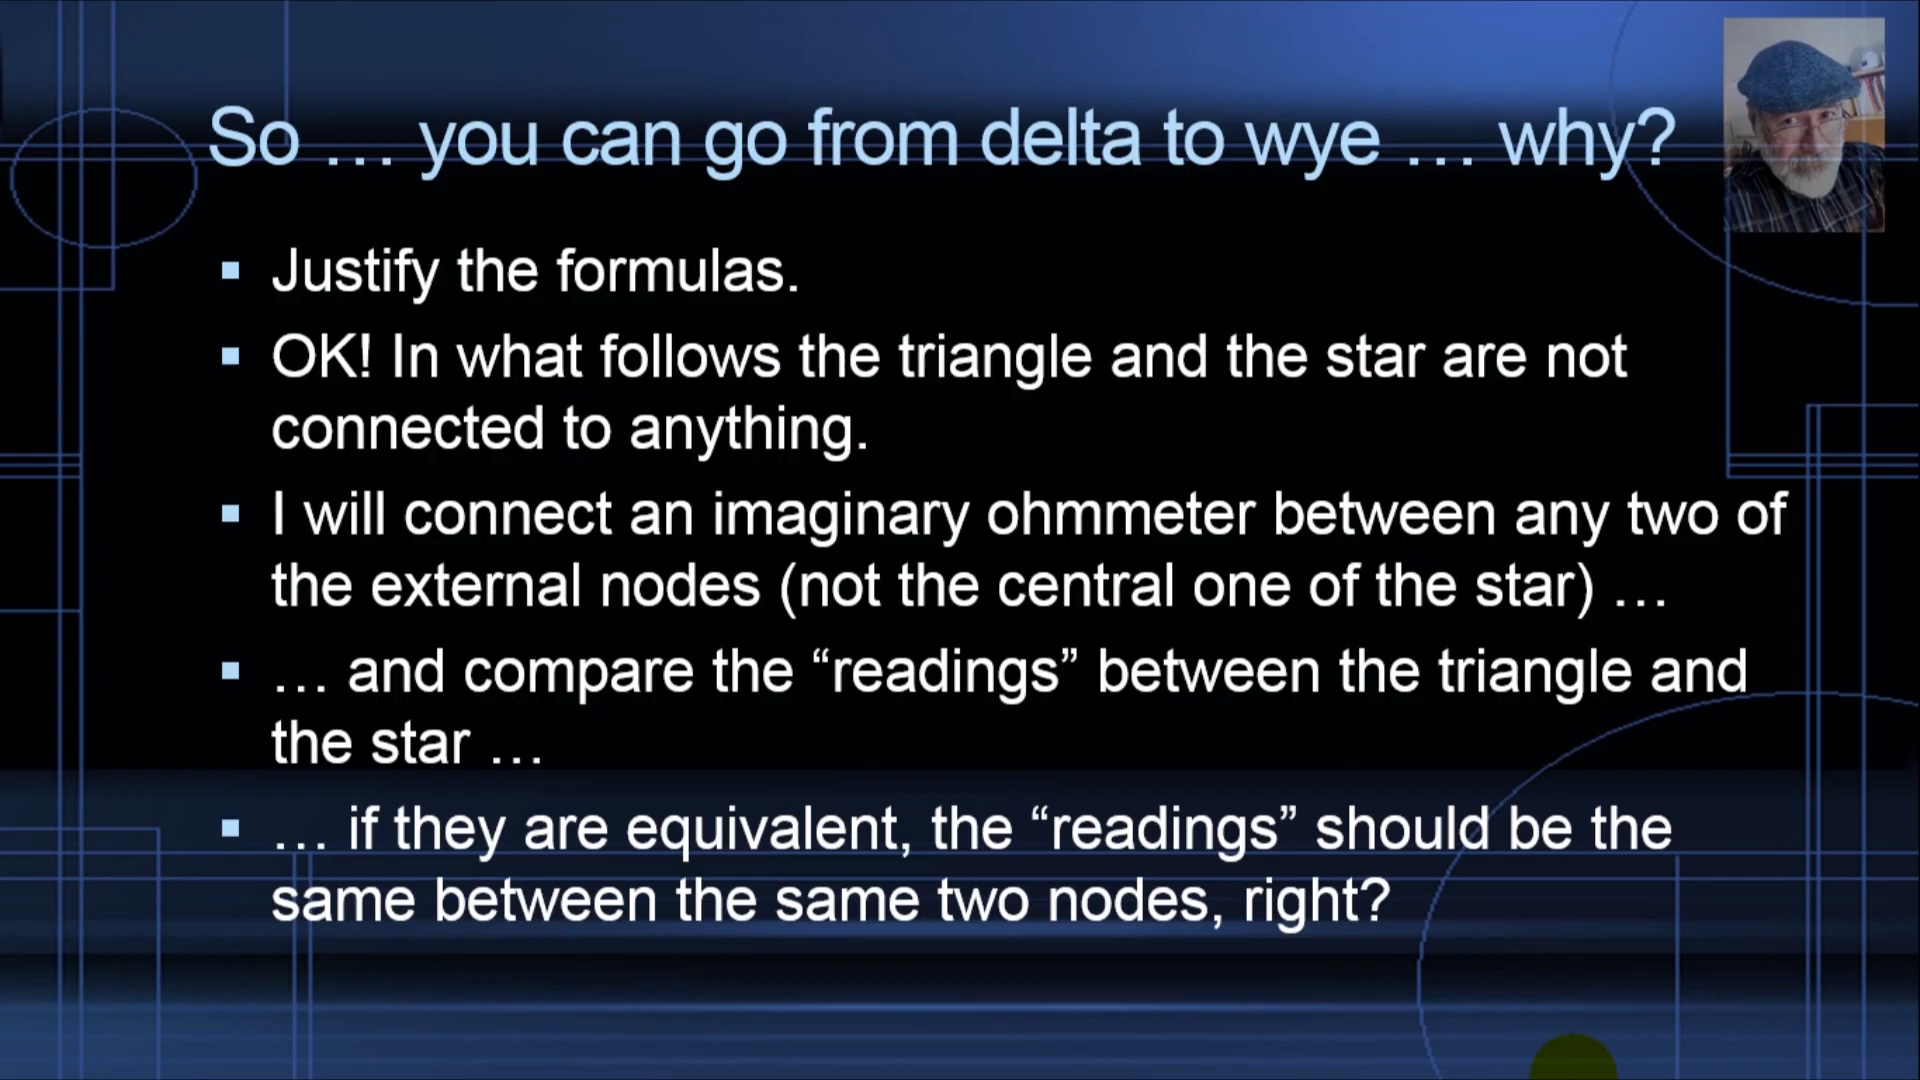 So … you can go from delta to wye … why?
Justify the formulas.
OK! In what follows the triangle and the star are not
connected to anything.
I will connect an imaginary ohmmeter between any two of
the external nodes (not the central one of the star) …
… and compare the “readings” between the triangle and
the star …
… if they are equivalent, the “readings” should be the
same between the same two nodes, right?